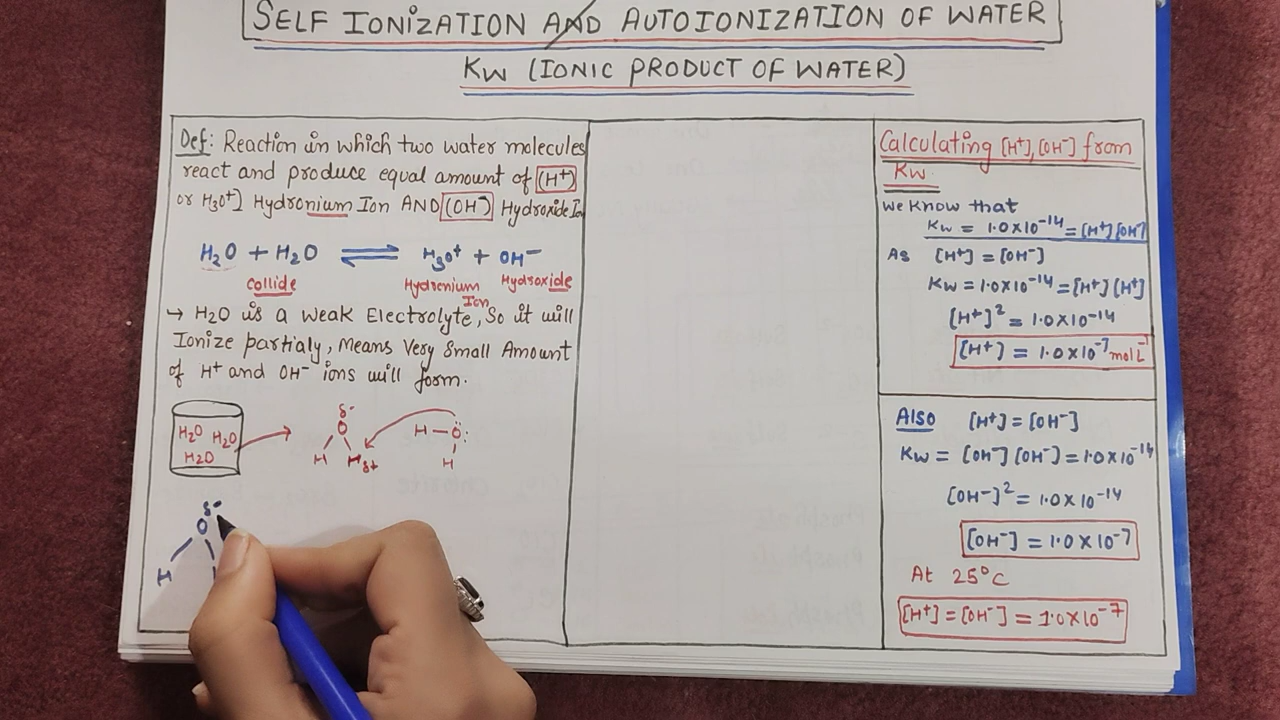 SELF IONIZATION AND AUTOIONIZATION OF WATER
KW (IONIC PRODUCT OF WATER)
Def: Reaction in which two water molecules
react and produce equal amount of (H⁺)
or H₃O⁺] Hydronium Ion AND (OH⁻) Hydroxide Ion
H₂O + H₂O ⇌ H₃O⁺ + OH⁻
collide Hydronium Ion Hydroxide
→ H₂O is a weak Electrolyte, So it will
Ionize partialy, Means Very Small Amount
of H⁺ and OH⁻ ions will form.
H₂O H₂O
H₂O
δ⁻
O
H H δ⁺
H–O:
H
δ⁻
O
H
Calculating [H⁺], [OH⁻] from
KW
We know that
KW = 1.0×10⁻¹⁴ = [H⁺] [OH⁻]
As [H⁺] = [OH⁻]
KW = 1.0×10⁻¹⁴ = [H⁺] [H⁺]
[H⁺]² = 1.0×10⁻¹⁴
[H⁺] = 1.0×10⁻⁷ mol L⁻¹
Also [H⁺] = [OH⁻]
KW = [OH⁻] [OH⁻] = 1.0×10⁻¹⁴
[OH⁻]² = 1.0×10⁻¹⁴
[OH⁻] = 1.0×10⁻⁷
At 25°C
[H⁺] = [OH⁻] = 1.0×10⁻⁷